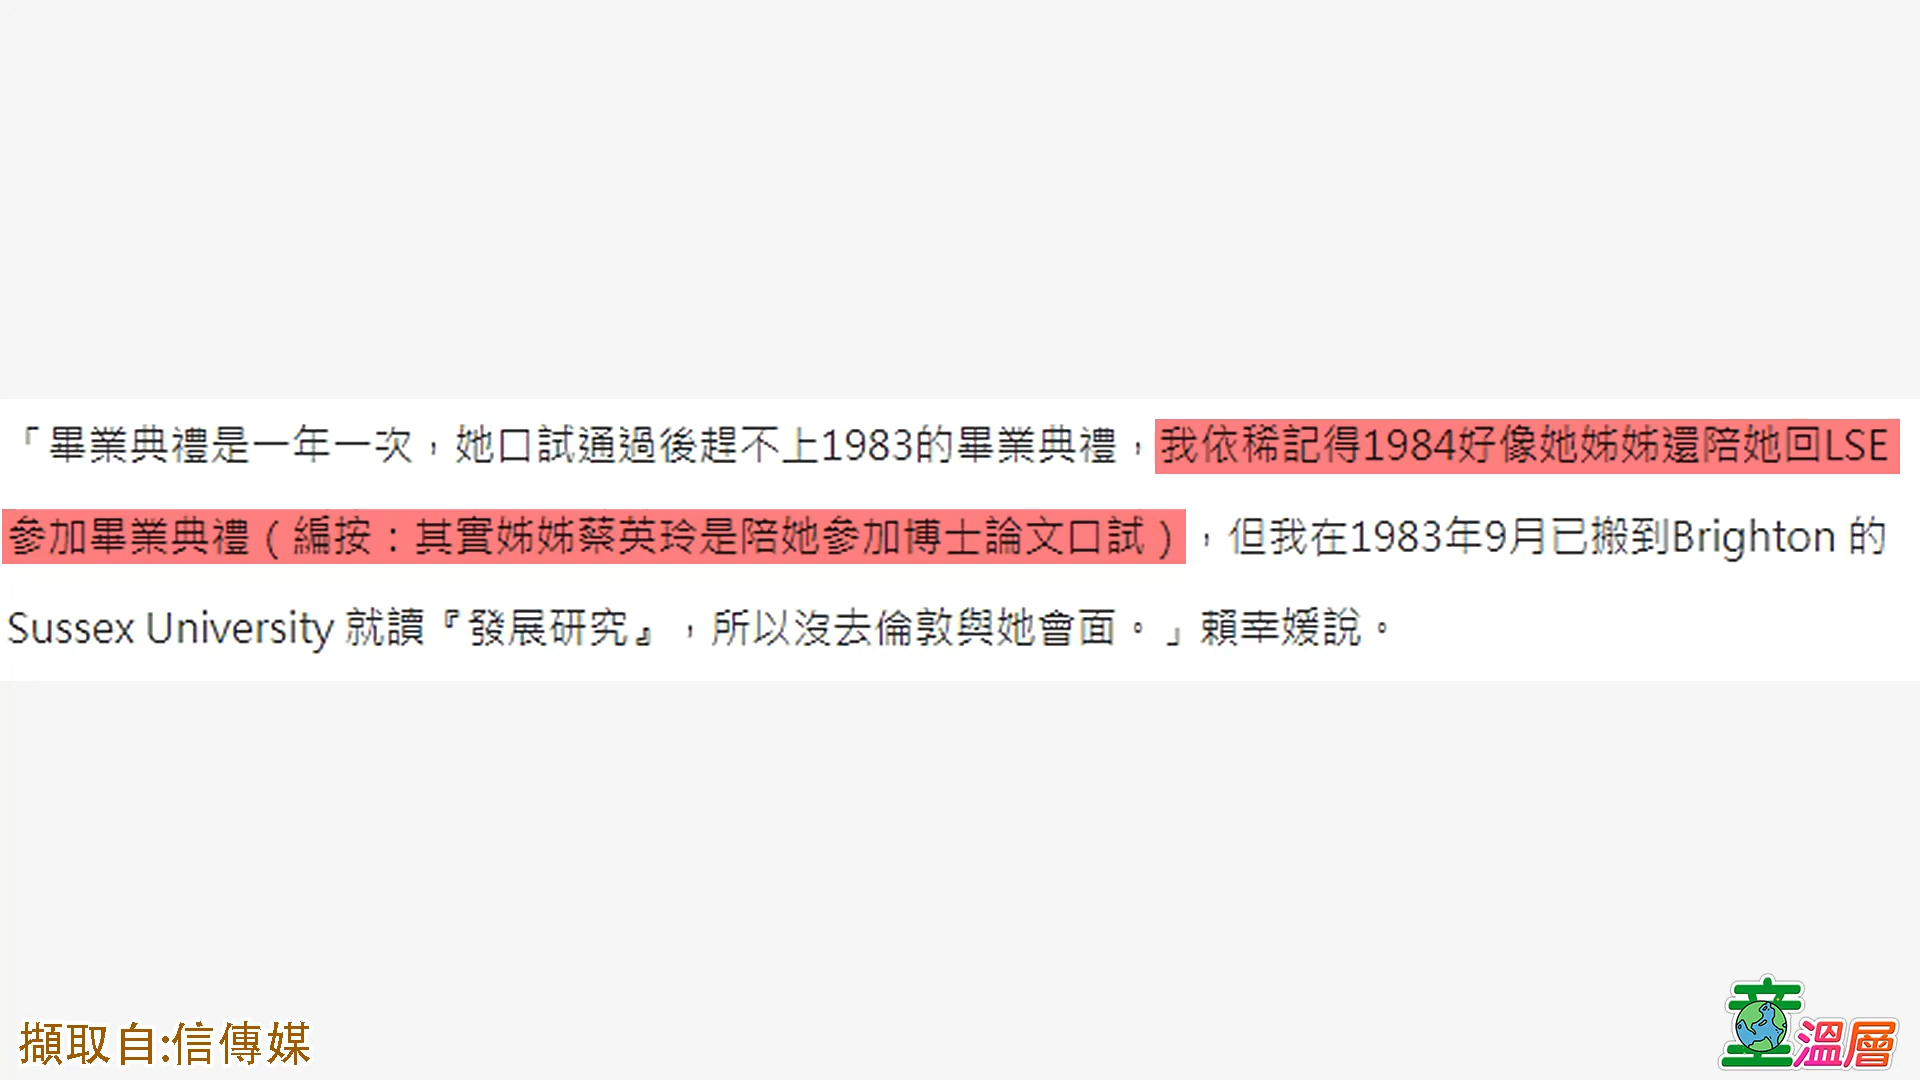 「畢業典禮是一年一次，她口試通過後趕不上1983的畢業典禮，我依稀記得1984好像她姊姊還陪她回LSE
參加畢業典禮（編按：其實姊姊蔡英玲是陪她參加博士論文口試），但我在1983年9月已搬到Brighton 的
Sussex University 就讀『發展研究』，所以沒去倫敦與她會面。」賴幸媛說。
擷取自:信傳媒
童溫層